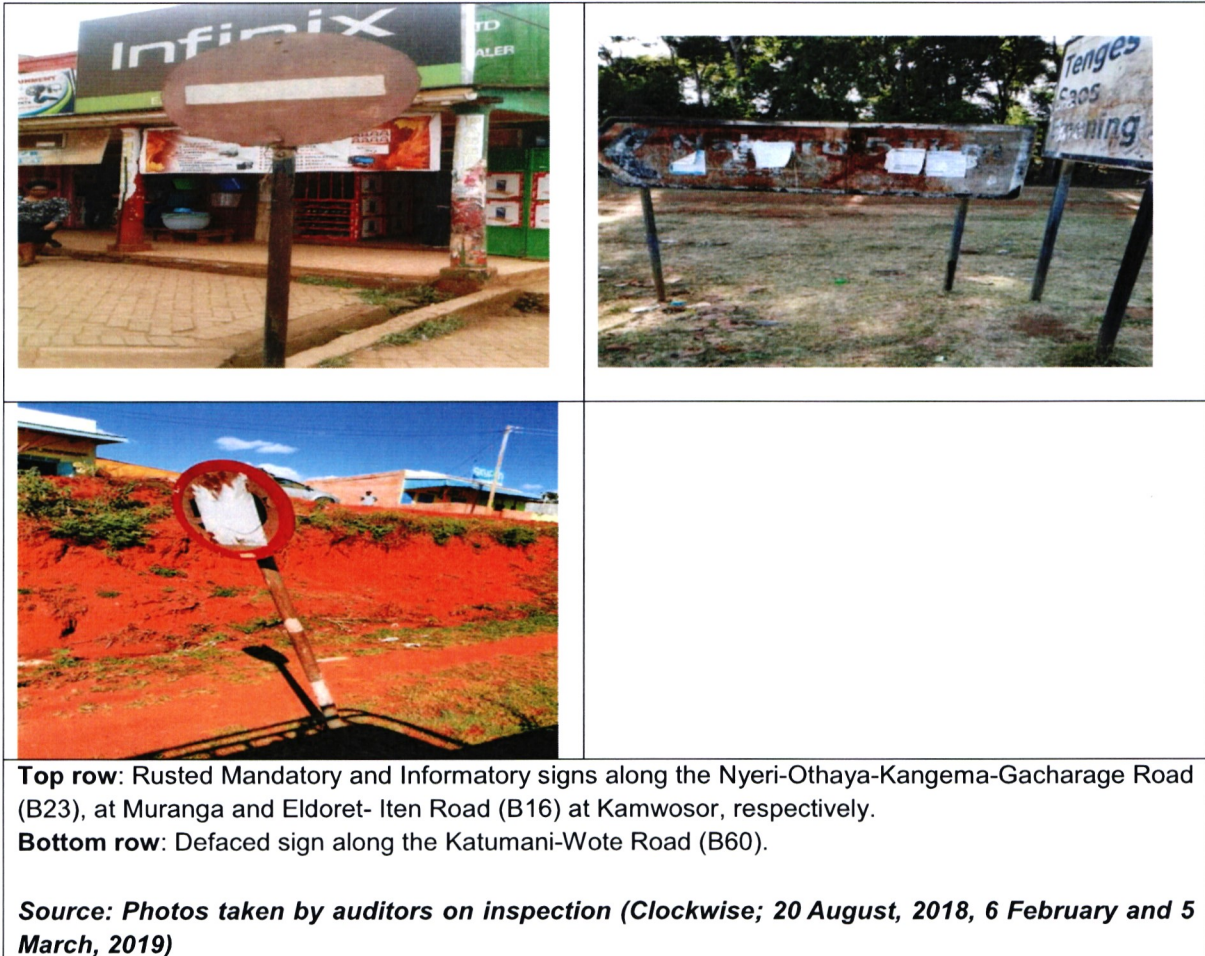 Infinix
TD
ALER
Tenges
Saos
Top row: Rusted Mandatory and Informatory signs along the Nyeri-Othaya-Kangema-Gacharage Road
(B23), at Muranga and Eldoret- Iten Road (B16) at Kamwosor, respectively.
Bottom row: Defaced sign along the Katumani-Wote Road (B60).
Source: Photos taken by auditors on inspection (Clockwise; 20 August, 2018, 6 February and 5
March, 2019)